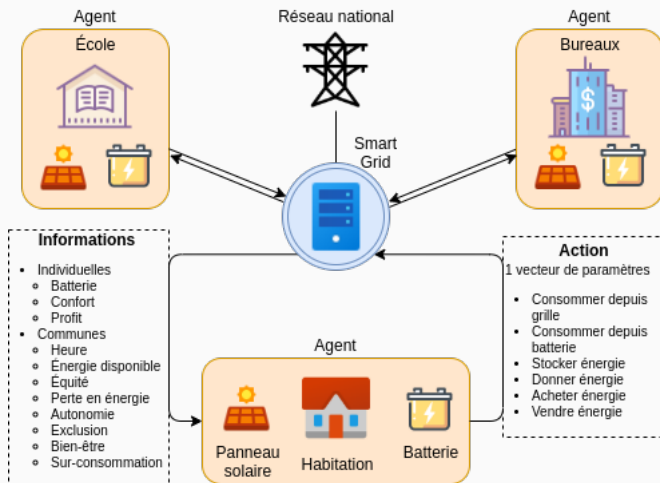 Agent
École
Réseau national
Agent
Bureaux
$
Smart
Grid
Informations
Individuelles
Batterie
Confort
Profit
Communes
Heure
Énergie disponible
Équité
Perte en énergie
Autonomie
Exclusion
Bien-être
Sur-consommation
Agent
Panneau
solaire
Habitation
Batterie
Action
1 vecteur de paramètres
Consommer depuis
grille
Consommer depuis
batterie
Stocker énergie
Donner énergie
Acheter énergie
Vendre énergie